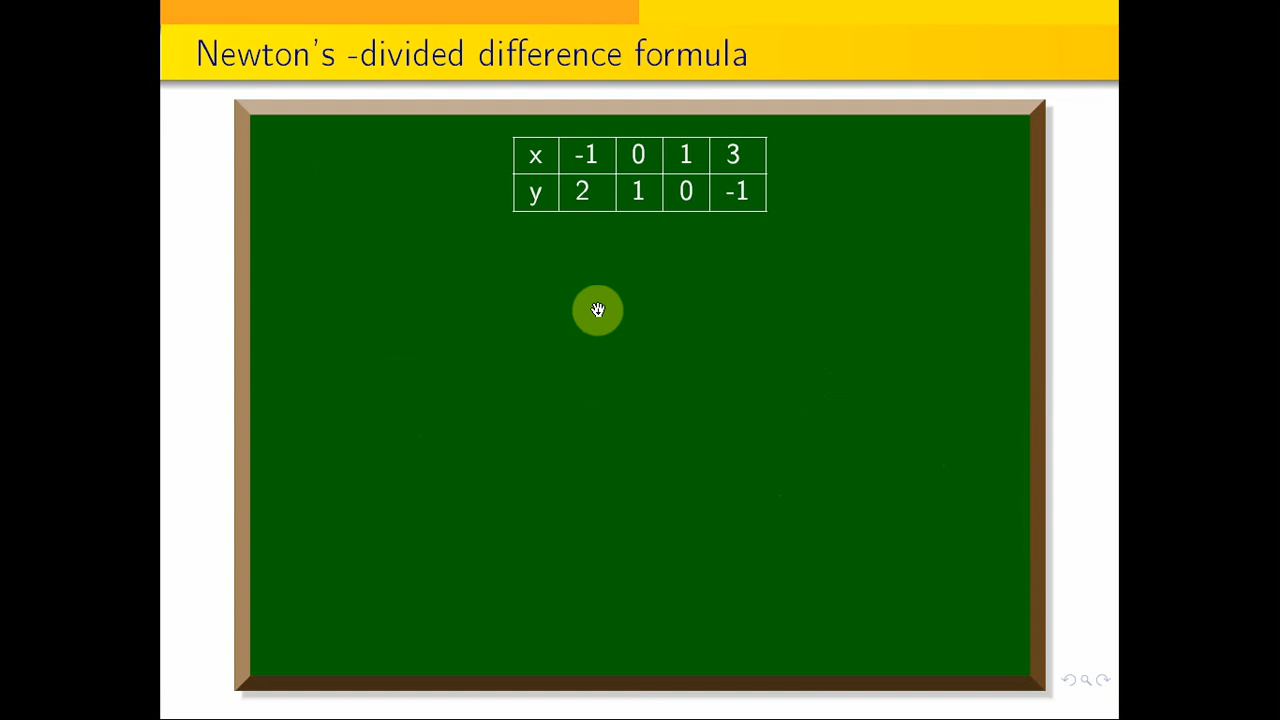 Newton's -divided difference formula
x -1 0 1 3
y 2 1 0 -1